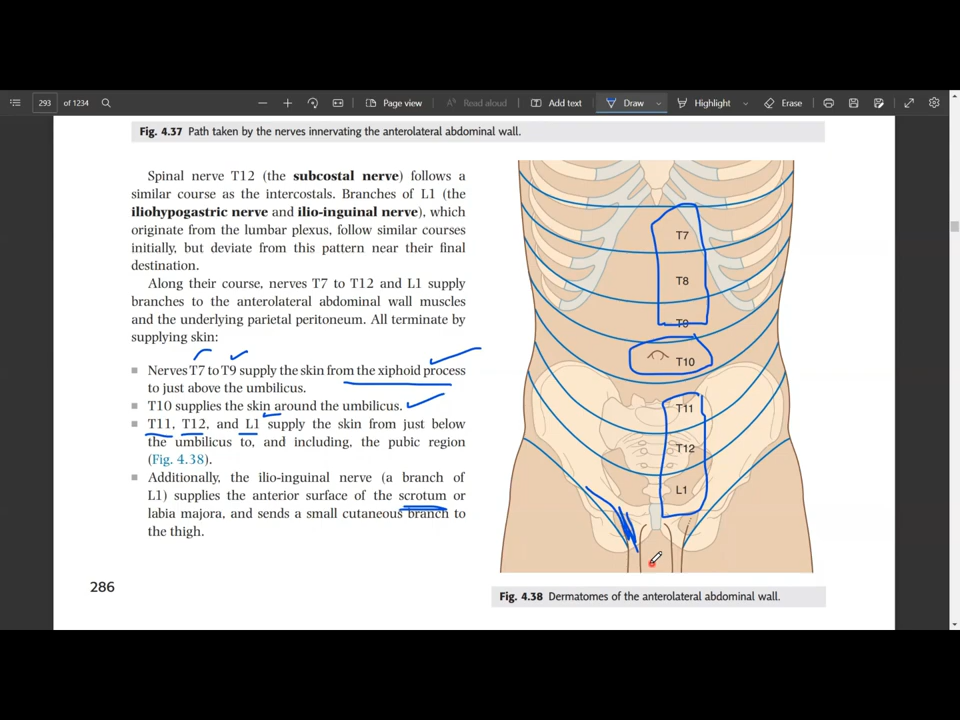 293 of 1234 Page view Read aloud Add text Draw Highlight Erase
Fig. 4.37 Path taken by the nerves innervating the anterolateral abdominal wall.
Spinal nerve T12 (the subcostal nerve) follows a
similar course as the intercostals. Branches of L1 (the
iliohypogastric nerve and ilio-inguinal nerve), which
originate from the lumbar plexus, follow similar courses
initially, but deviate from this pattern near their final
destination.
Along their course, nerves T7 to T12 and L1 supply
branches to the anterolateral abdominal wall muscles
and the underlying parietal peritoneum. All terminate by
supplying skin:
Nerves T7 to T9 supply the skin from the xiphoid process
to just above the umbilicus.
T10 supplies the skin around the umbilicus.
T11, T12, and L1 supply the skin from just below
the umbilicus to, and including, the pubic region
(Fig. 4.38).
Additionally, the ilio-inguinal nerve (a branch of
L1) supplies the anterior surface of the scrotum or
labia majora, and sends a small cutaneous branch to
the thigh.
286
T7
T8
T9
T10
T11
T12
L1
Fig. 4.38 Dermatomes of the anterolateral abdominal wall.